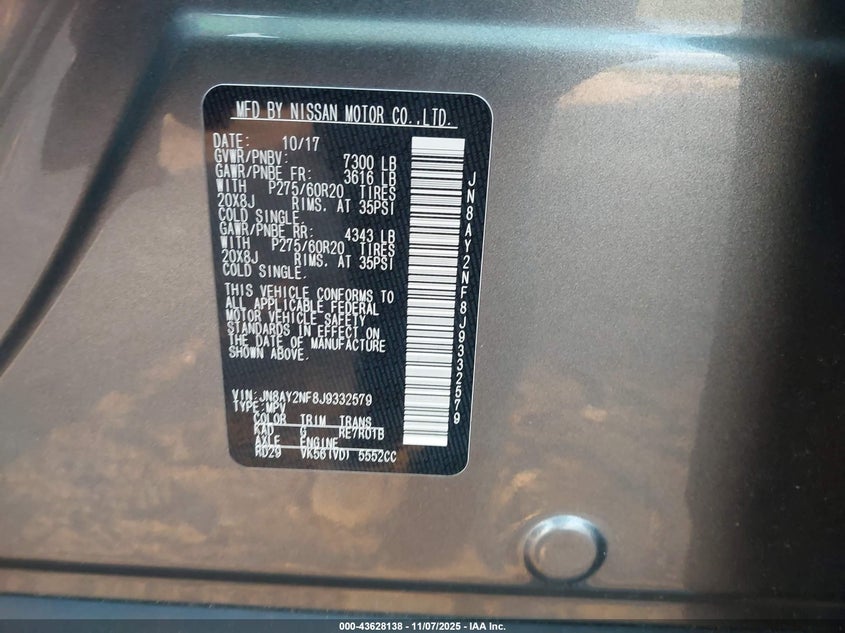 MFD BY NISSAN MOTOR CO.,LTD.
DATE: 10/17
GVWR/PNBV: 7300 LB
GAWR/PNBE FR: 3616 LB
WITH P275/60R20 TIRES
20X8J RIMS, AT 35PSI
COLD SINGLE.
GAWR/PNBE RR: 4343 LB
WITH P275/60R20 TIRES
20X8J RIMS, AT 35PSI
COLD SINGLE.
THIS VEHICLE CONFORMS TO
ALL APPLICABLE FEDERAL
MOTOR VEHICLE SAFETY
STANDARDS IN EFFECT ON
THE DATE OF MANUFACTURE
SHOWN ABOVE.
VIN:JN8AY2NF8J9332579
TYPE:MPV
COLOR TRIM TRANS
KAD G RE7R01B
AXLE ENGINE
RD29 VK56(VD) 5552CC
JN8AY2NF8J9332579
000-43628138 - 11/07/2025 - IAA Inc.